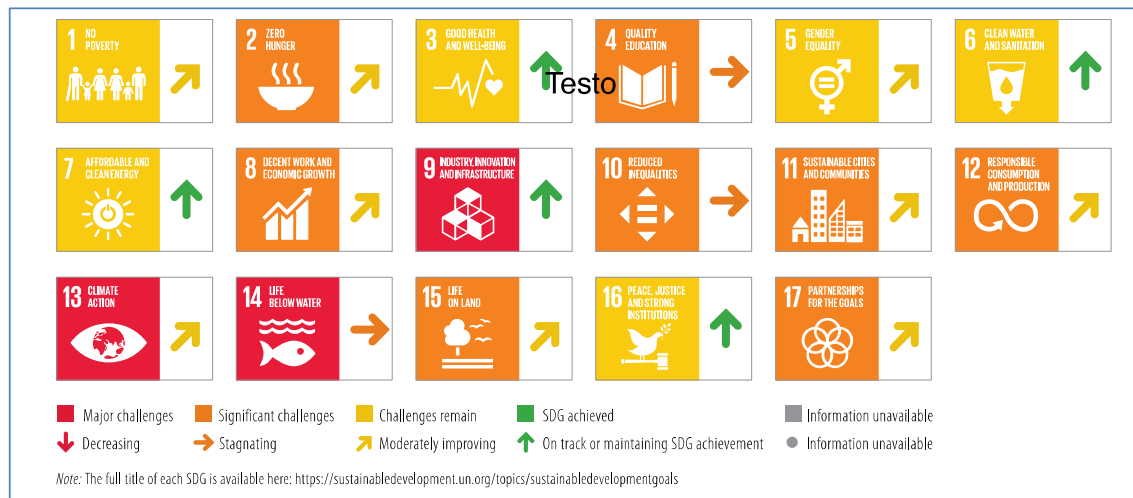 1 NO POVERTY
2 ZERO HUNGER
3 GOOD HEALTH AND WELL-BEING
Testo
4 QUALITY EDUCATION
5 GENDER EQUALITY
6 CLEAN WATER AND SANITATION
7 AFFORDABLE AND CLEAN ENERGY
8 DECENT WORK AND ECONOMIC GROWTH
9 INDUSTRY, INNOVATION AND INFRASTRUCTURE
10 REDUCED INEQUALITIES
11 SUSTAINABLE CITIES AND COMMUNITIES
12 RESPONSIBLE CONSUMPTION AND PRODUCTION
13 CLIMATE ACTION
14 LIFE BELOW WATER
15 LIFE ON LAND
16 PEACE, JUSTICE AND STRONG INSTITUTIONS
17 PARTNERSHIPS FOR THE GOALS
Major challenges Significant challenges Challenges remain SDG achieved Information unavailable
Decreasing Stagnating Moderately improving On track or maintaining SDG achievement Information unavailable
Note: The full title of each SDG is available here: https://sustainabledevelopment.un.org/topics/sustainabledevelopmentgoals